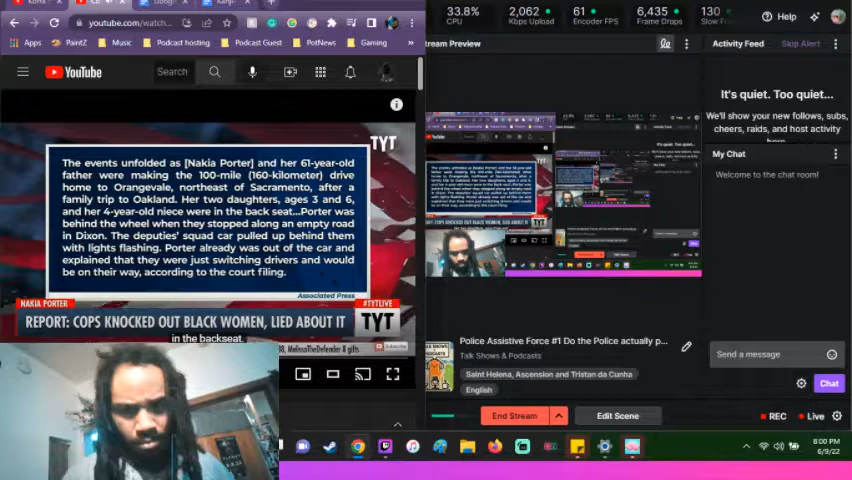 youtube.com/watch...
Apps
PaintZ
Music
Podcast hosting
Podcast Guest
PotNews
Gaming
YouTube
Search
TYT
The events unfolded as [Nakia Porter] and her 61-year-old
father were making the 100-mile (160-kilometer) drive
home to Orangevale, northeast of Sacramento, after a
family trip to Oakland. Her two daughters, ages 3 and 6,
and her 4-year-old niece were in the back seat...Porter was
behind the wheel when they stopped along an empty road
in Dixon. The deputies' squad car pulled up behind them
with lights flashing. Porter already was out of the car and
explained that they were just switching drivers and would
be on their way, according to the court filing.
Associated Press
NAKIA PORTER
#TYTLIVE
REPORT: COPS KNOCKED OUT BLACK WOMEN, LIED ABOUT IT
TYT
in the backseat.
MelissaTheDefender 8 gifts
Subscribe
33.8%
CPU
2,062
Kbps Upload
61
Encoder FPS
6,435
Frame Drops
130
Help
tream Preview
Activity Feed
Skip Alert
It's quiet. Too quiet...
We'll show your new follows, subs,
cheers, raids, and host activity
here.
My Chat
Welcome to the chat room!
Police Assistive Force #1 Do the Police actually p...
Talk Shows & Podcasts
Saint Helena, Ascension and Tristan da Cunha
English
Send a message
Chat
End Stream
Edit Scene
REC
Live
8:00 PM
6/9/22